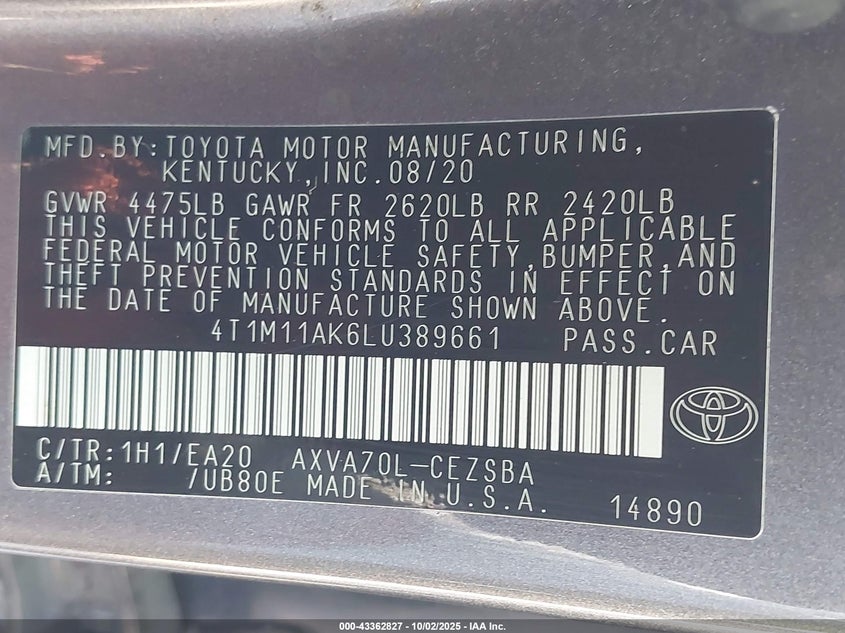 MFD.BY:TOYOTA MOTOR MANUFACTURING,
KENTUCKY,INC.08/20
GVWR 4475LB GAWR FR 2620LB RR 2420LB
THIS VEHICLE CONFORMS TO ALL APPLICABLE
FEDERAL MOTOR VEHICLE SAFETY,BUMPER,AND
THEFT PREVENTION STANDARDS IN EFFECT ON
THE DATE OF MANUFACTURE SHOWN ABOVE.
4T1M11AK6LU389661 PASS.CAR
C/TR:1H1/EA20 AXVA70L-CEZSBA
A/TM: /UB80E MADE IN U.S.A. 14890
000-43362827 - 10/02/2025 - IAA Inc.